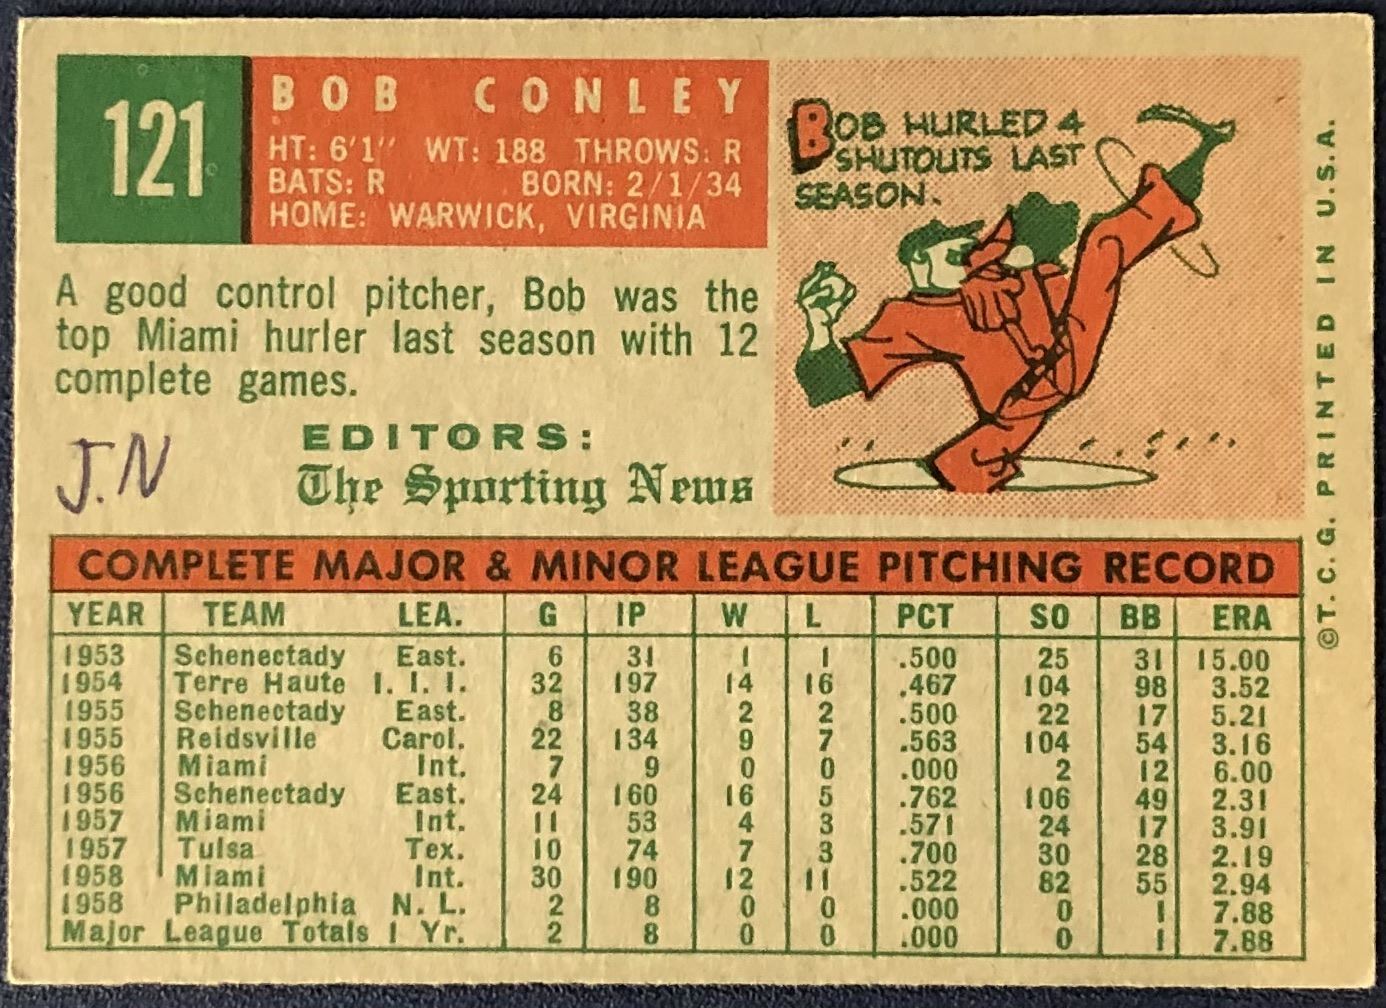 121
BOB CONLEY
HT: 6'1" WT: 188 THROWS: R
BATS: R BORN: 2/1/34
HOME: WARWICK, VIRGINIA
BOB HURLED 4
SHUTOUTS LAST
SEASON.
A good control pitcher, Bob was the
top Miami hurler last season with 12
complete games.
J.N
EDITORS:
The Sporting News
COMPLETE MAJOR & MINOR LEAGUE PITCHING RECORD
YEAR TEAM LEA. G IP W L PCT SO BB ERA
1953 Schenectady East. 6 31 1 1 .500 25 31 15.00
1954 Terre Haute I. I. I. 32 197 14 16 .467 104 98 3.52
1955 Schenectady East. 8 38 2 2 .500 22 17 5.21
1955 Reidsville Carol. 22 134 9 7 .563 104 54 3.16
1956 Miami Int. 7 9 0 0 .000 2 12 6.00
1956 Schenectady East. 24 160 16 5 .762 106 49 2.31
1957 Miami Int. 11 53 4 3 .571 24 17 3.91
1957 Tulsa Tex. 10 74 7 3 .700 30 28 2.19
1958 Miami Int. 30 190 12 11 .522 82 55 2.94
1958 Philadelphia N. L. 2 8 0 0 .000 0 1 7.88
Major League Totals 1 Yr. 2 8 0 0 .000 0 1 7.88
©T.C.G. PRINTED IN U.S.A.